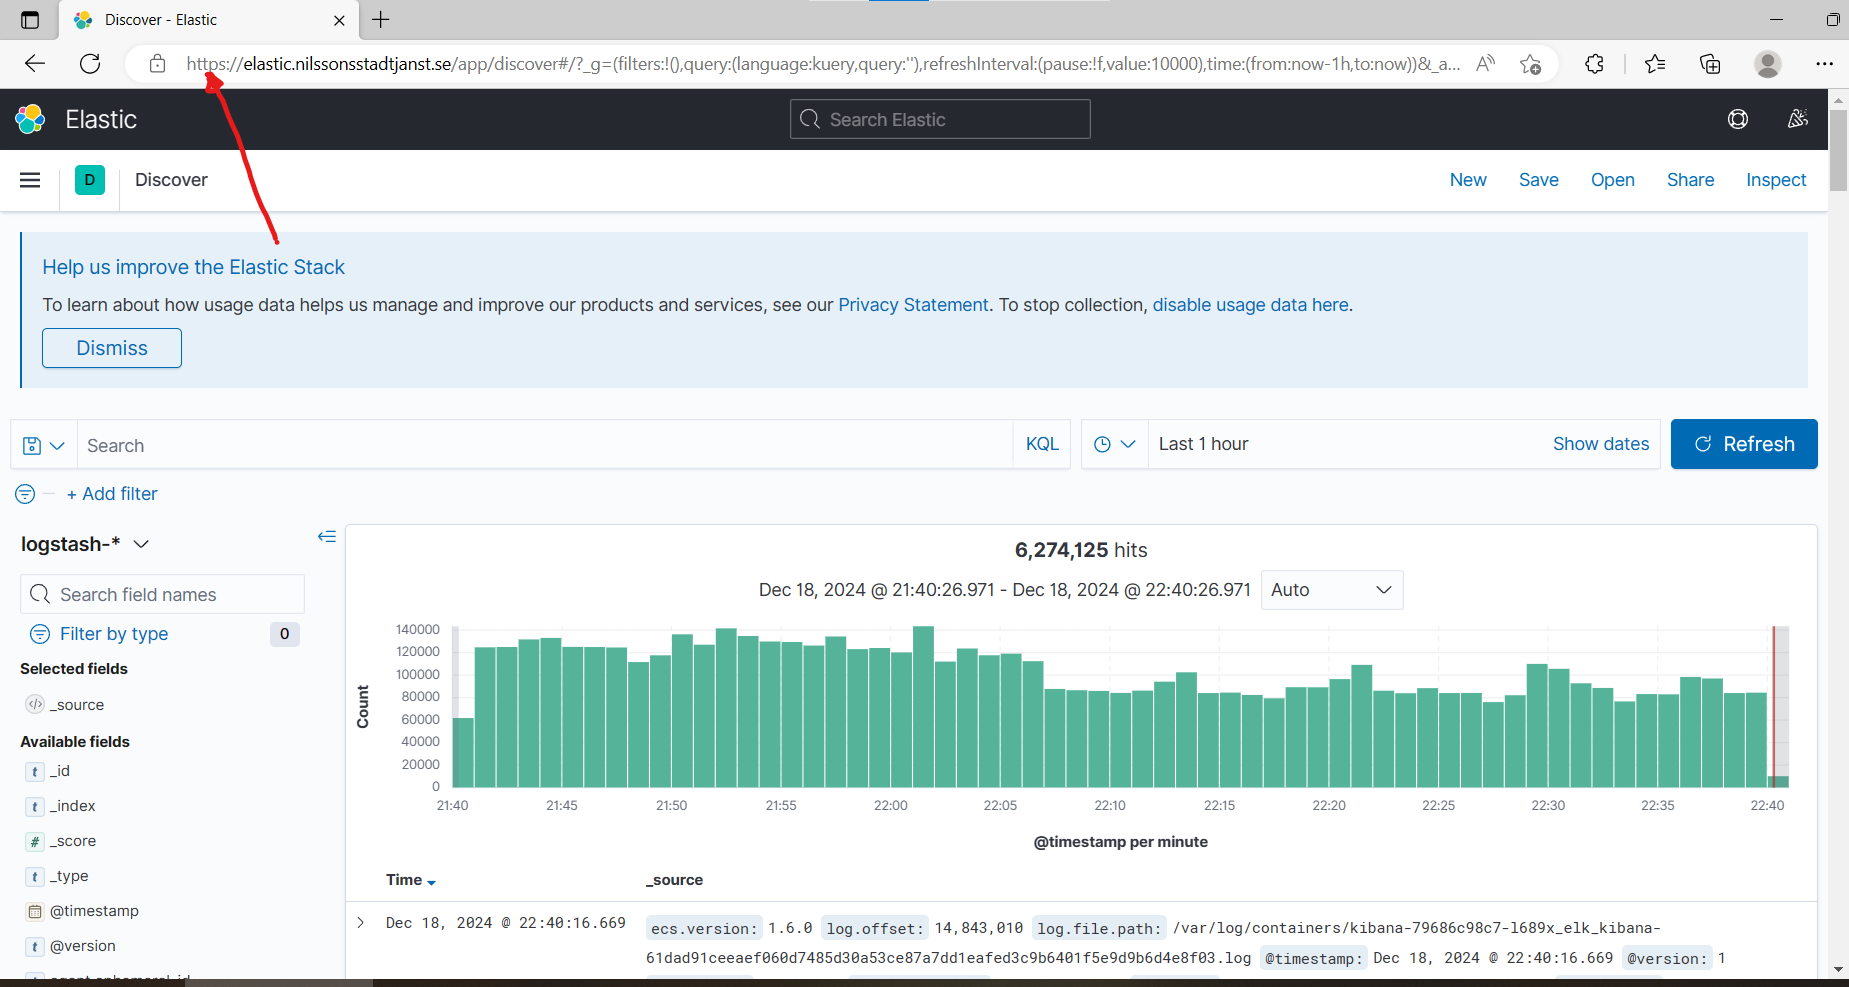 Discover - Elastic
https://elastic.nilssonsstadtjanst.se/app/discover#/?_g=(filters:!(),query:(language:kuery,query:''),refreshInterval:(pause:!f,value:10000),time:(from:now-1h,to:now))&_a...
Elastic
Search Elastic
D
Discover
New
Save
Open
Share
Inspect
Help us improve the Elastic Stack
To learn about how usage data helps us manage and improve our products and services, see our Privacy Statement. To stop collection, disable usage data here.
Dismiss
Search
KQL
Last 1 hour
Show dates
Refresh
+ Add filter
logstash-*
Search field names
Filter by type
0
Selected fields
_source
Available fields
t _id
t _index
# _score
t _type
@timestamp
t @version
6,274,125 hits
Dec 18, 2024 @ 21:40:26.971 - Dec 18, 2024 @ 22:40:26.971
Auto
Count
140000
120000
100000
80000
60000
40000
20000
0
21:40 21:45 21:50 21:55 22:00 22:05 22:10 22:15 22:20 22:25 22:30 22:35 22:40
@timestamp per minute
Time
_source
Dec 18, 2024 @ 22:40:16.669
ecs.version: 1.6.0 log.offset: 14,843,010 log.file.path: /var/log/containers/kibana-79686c98c7-l689x_elk_kibana-
61dad91ceeaef060d7485d30a53ce87a7dd1eafed3c9b6401f5e9d9b6d4e8f03.log @timestamp: Dec 18, 2024 @ 22:40:16.669 @version: 1